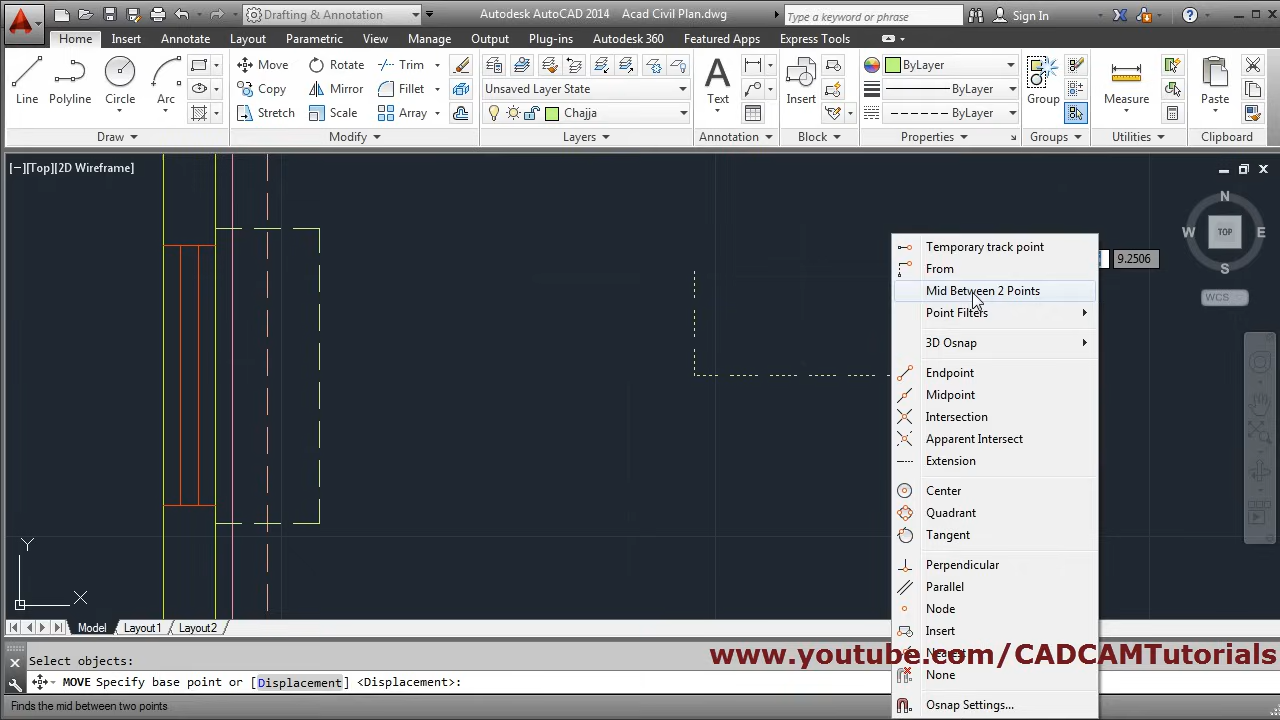 Drafting & Annotation
Autodesk AutoCAD 2014 Acad Civil Plan.dwg
Type a keyword or phrase
Sign In
Home Insert Annotate Layout Parametric View Manage Output Plug-ins Autodesk 360 Featured Apps Express Tools
Line Polyline Circle Arc
Move Rotate Trim
Copy Mirror Fillet
Stretch Scale Array
Unsaved Layer State
Chajja
Text
Insert
ByLayer
ByLayer
ByLayer
Group
Measure
Paste
Draw Modify Layers Annotation Block Properties Groups Utilities Clipboard
[−][Top][2D Wireframe]
N
W TOP E
S
WCS
9.2506
Temporary track point
From
Mid Between 2 Points
Point Filters
3D Osnap
Endpoint
Midpoint
Intersection
Apparent Intersect
Extension
Center
Quadrant
Tangent
Perpendicular
Parallel
Node
Insert
None
Osnap Settings...
Y
X
Model Layout1 Layout2
www.youtube.com/CADCAMTutorials
Select objects:
MOVE Specify base point or [Displacement] <Displacement>:
Finds the mid between two points